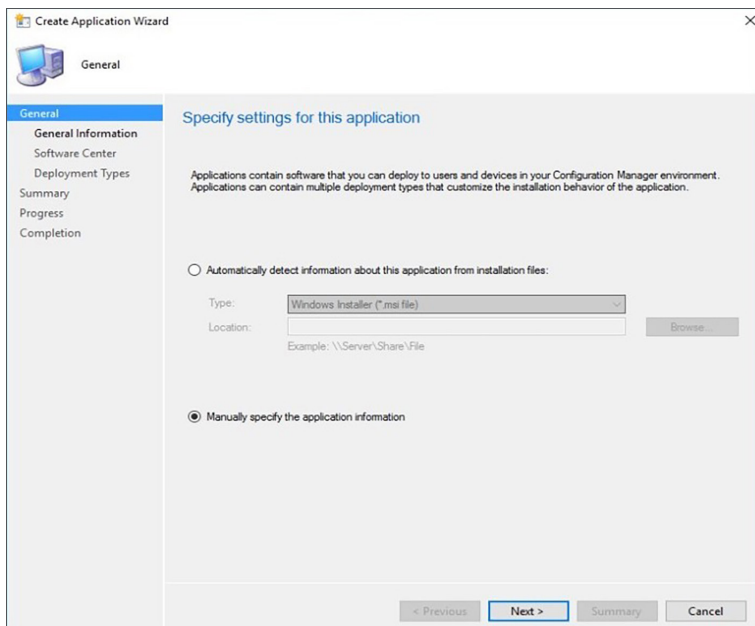 Create Application Wizard
General
General
General Information
Software Center
Deployment Types
Summary
Progress
Completion
Specify settings for this application
Applications contain software that you can deploy to users and devices in your Configuration Manager environment.
Applications can contain multiple deployment types that customize the installation behavior of the application.
Automatically detect information about this application from installation files:
Type: Windows Installer (*.msi file)
Location: Browse...
Example: \\Server\Share\File
Manually specify the application information
< Previous Next > Summary Cancel